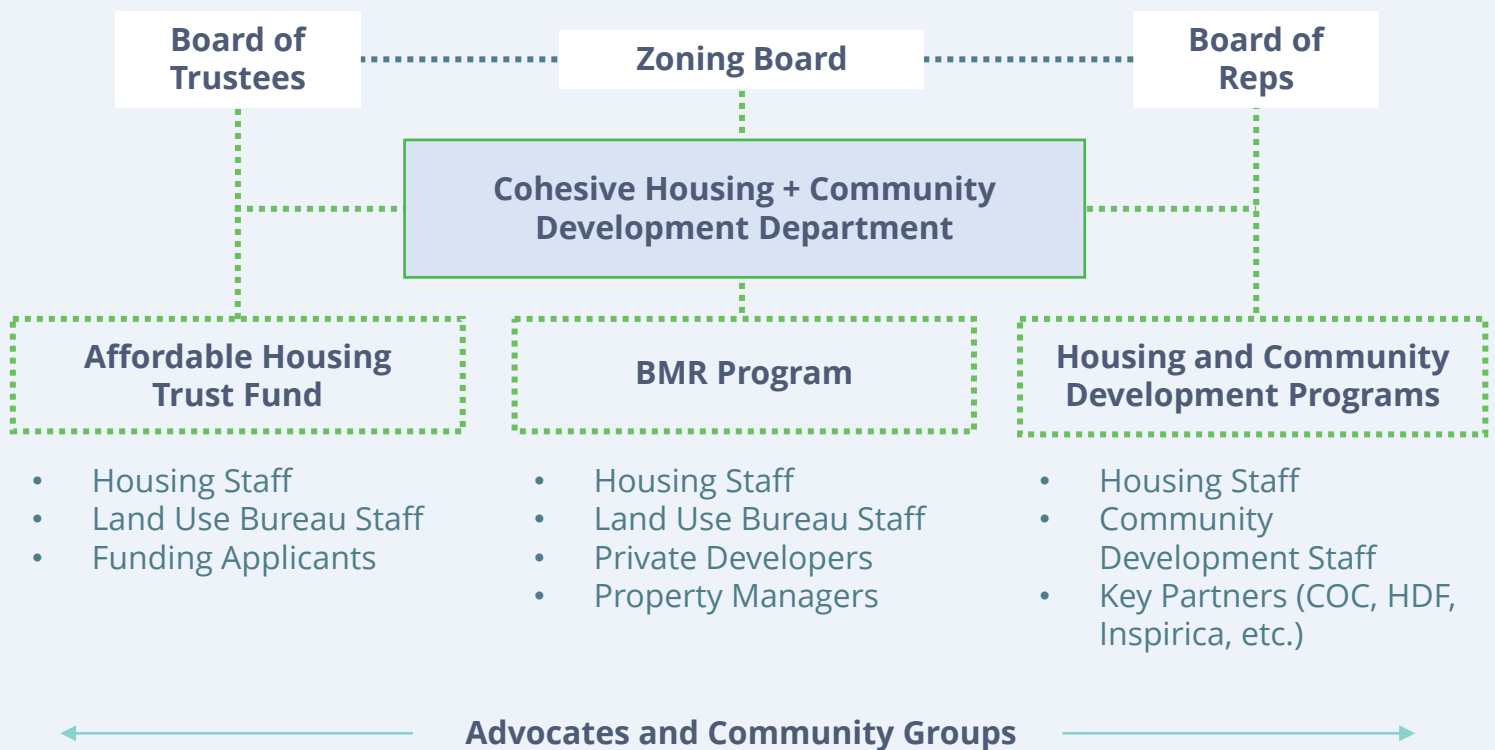 Board of
Trustees
Zoning Board
Board of
Reps
Cohesive Housing + Community
Development Department
Affordable Housing
Trust Fund
BMR Program
Housing and Community
Development Programs
• Housing Staff
• Land Use Bureau Staff
• Funding Applicants
• Housing Staff
• Land Use Bureau Staff
• Private Developers
• Property Managers
• Housing Staff
• Community
Development Staff
• Key Partners (COC, HDF,
Inspirica, etc.)
Advocates and Community Groups